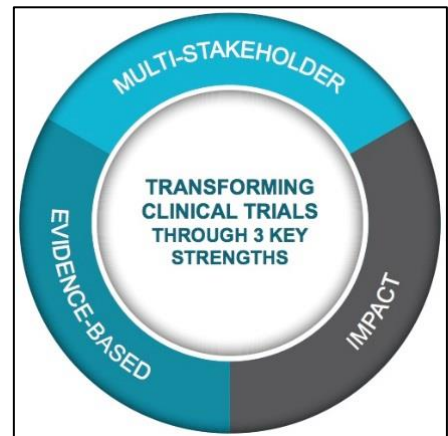 MULTI-STAKEHOLDER
TRANSFORMING
CLINICAL TRIALS
THROUGH 3 KEY
STRENGTHS
EVIDENCE-BASED
IMPACT